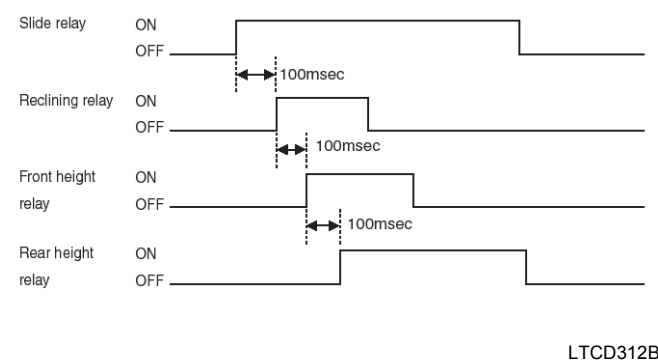 Slide relay ON
OFF
100msec
Reclining relay ON
OFF
100msec
Front height ON
relay OFF
100msec
Rear height ON
relay OFF
LTCD312B